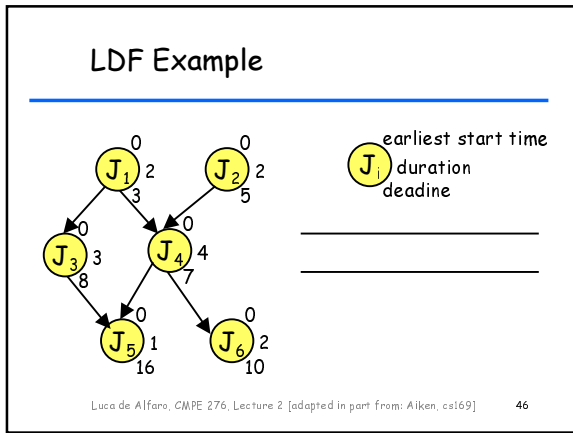 LDF Example
0
J1 2
3
0
J2 2
5
earliest start time
Ji duration
deadine
0
J3 3
8
0
J4 4
7
0
J5 1
16
0
J6 2
10
Luca de Alfaro, CMPE 276, Lecture 2 [adapted in part from: Aiken, cs169] 46